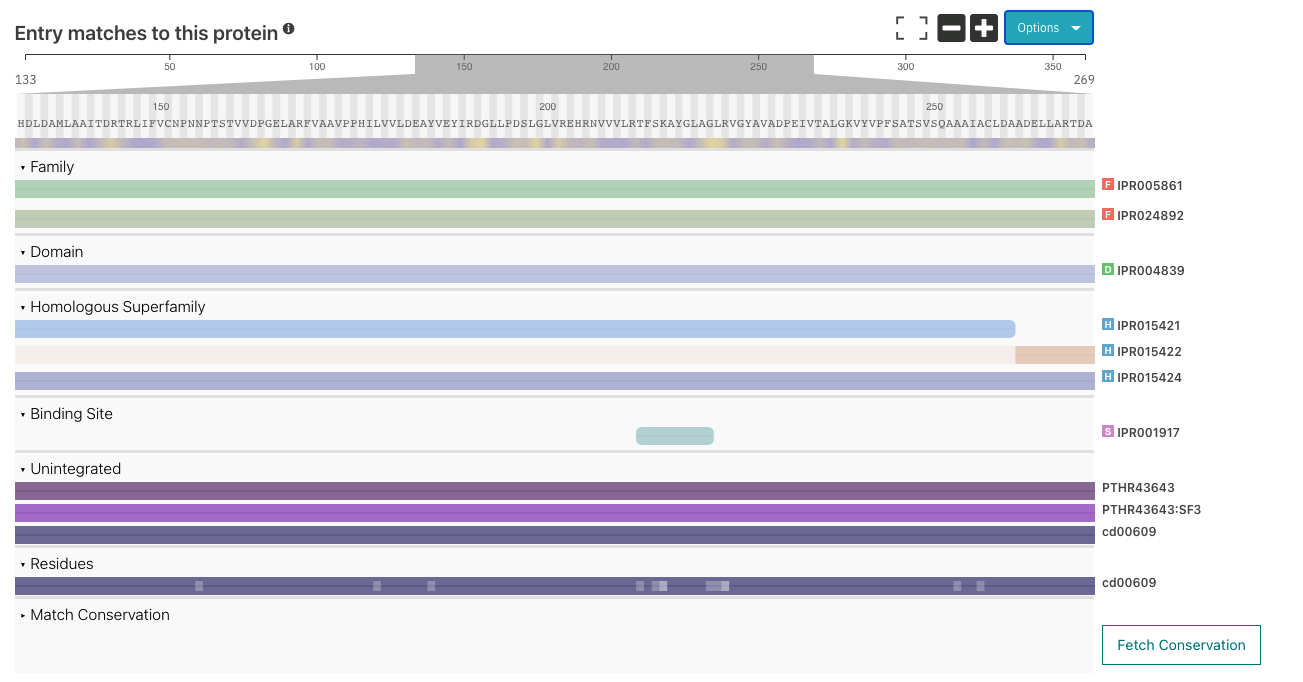 Entry matches to this protein
Options
50 100 150 200 250 300 350
133 269
150 200 250
HDLDAMLAAITDRTRLIFVCNPNNPTSTVVDPGELARFVAAVPPHILVVLDEAYVEYIRDGLLPDSLGLVREHRNVVVLRTFSKAYGLAGLRVGYAVADPEIVTALGKVYVPFSATSVSQAAAIACLDAADELLARTDA
Family
F IPR005861
F IPR024892
Domain
D IPR004839
Homologous Superfamily
H IPR015421
H IPR015422
H IPR015424
Binding Site
S IPR001917
Unintegrated
PTHR43643
PTHR43643:SF3
cd00609
Residues
cd00609
Match Conservation
Fetch Conservation